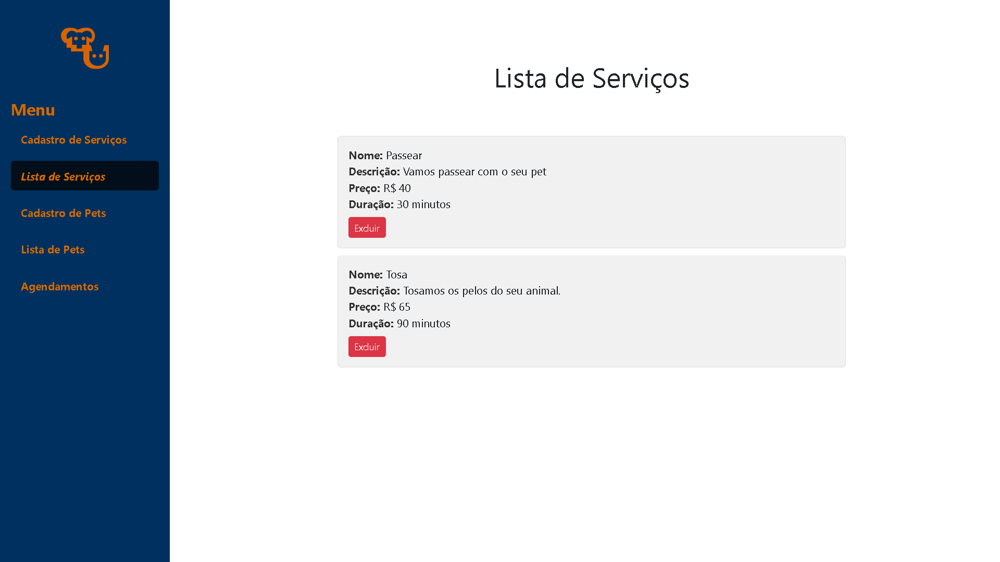 Menu
Cadastro de Serviços
Lista de Serviços
Cadastro de Pets
Lista de Pets
Agendamentos
Lista de Serviços
Nome: Passear
Descrição: Vamos passear com o seu pet
Preço: R$ 40
Duração: 30 minutos
Excluir
Nome: Tosa
Descrição: Tosamos os pelos do seu animal.
Preço: R$ 65
Duração: 90 minutos
Excluir